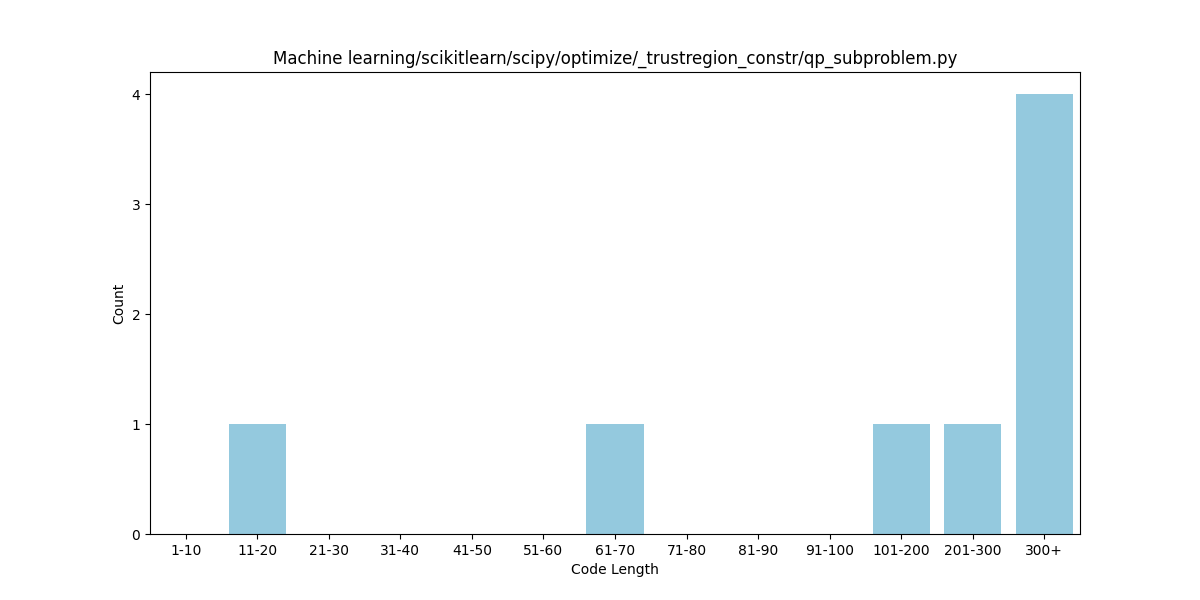 Machine learning/scikitlearn/scipy/optimize/_trustregion_constr/qp_subproblem.py
4
3
2
1
0
Count
1-10 11-20 21-30 31-40 41-50 51-60 61-70 71-80 81-90 91-100 101-200 201-300 300+
Code Length